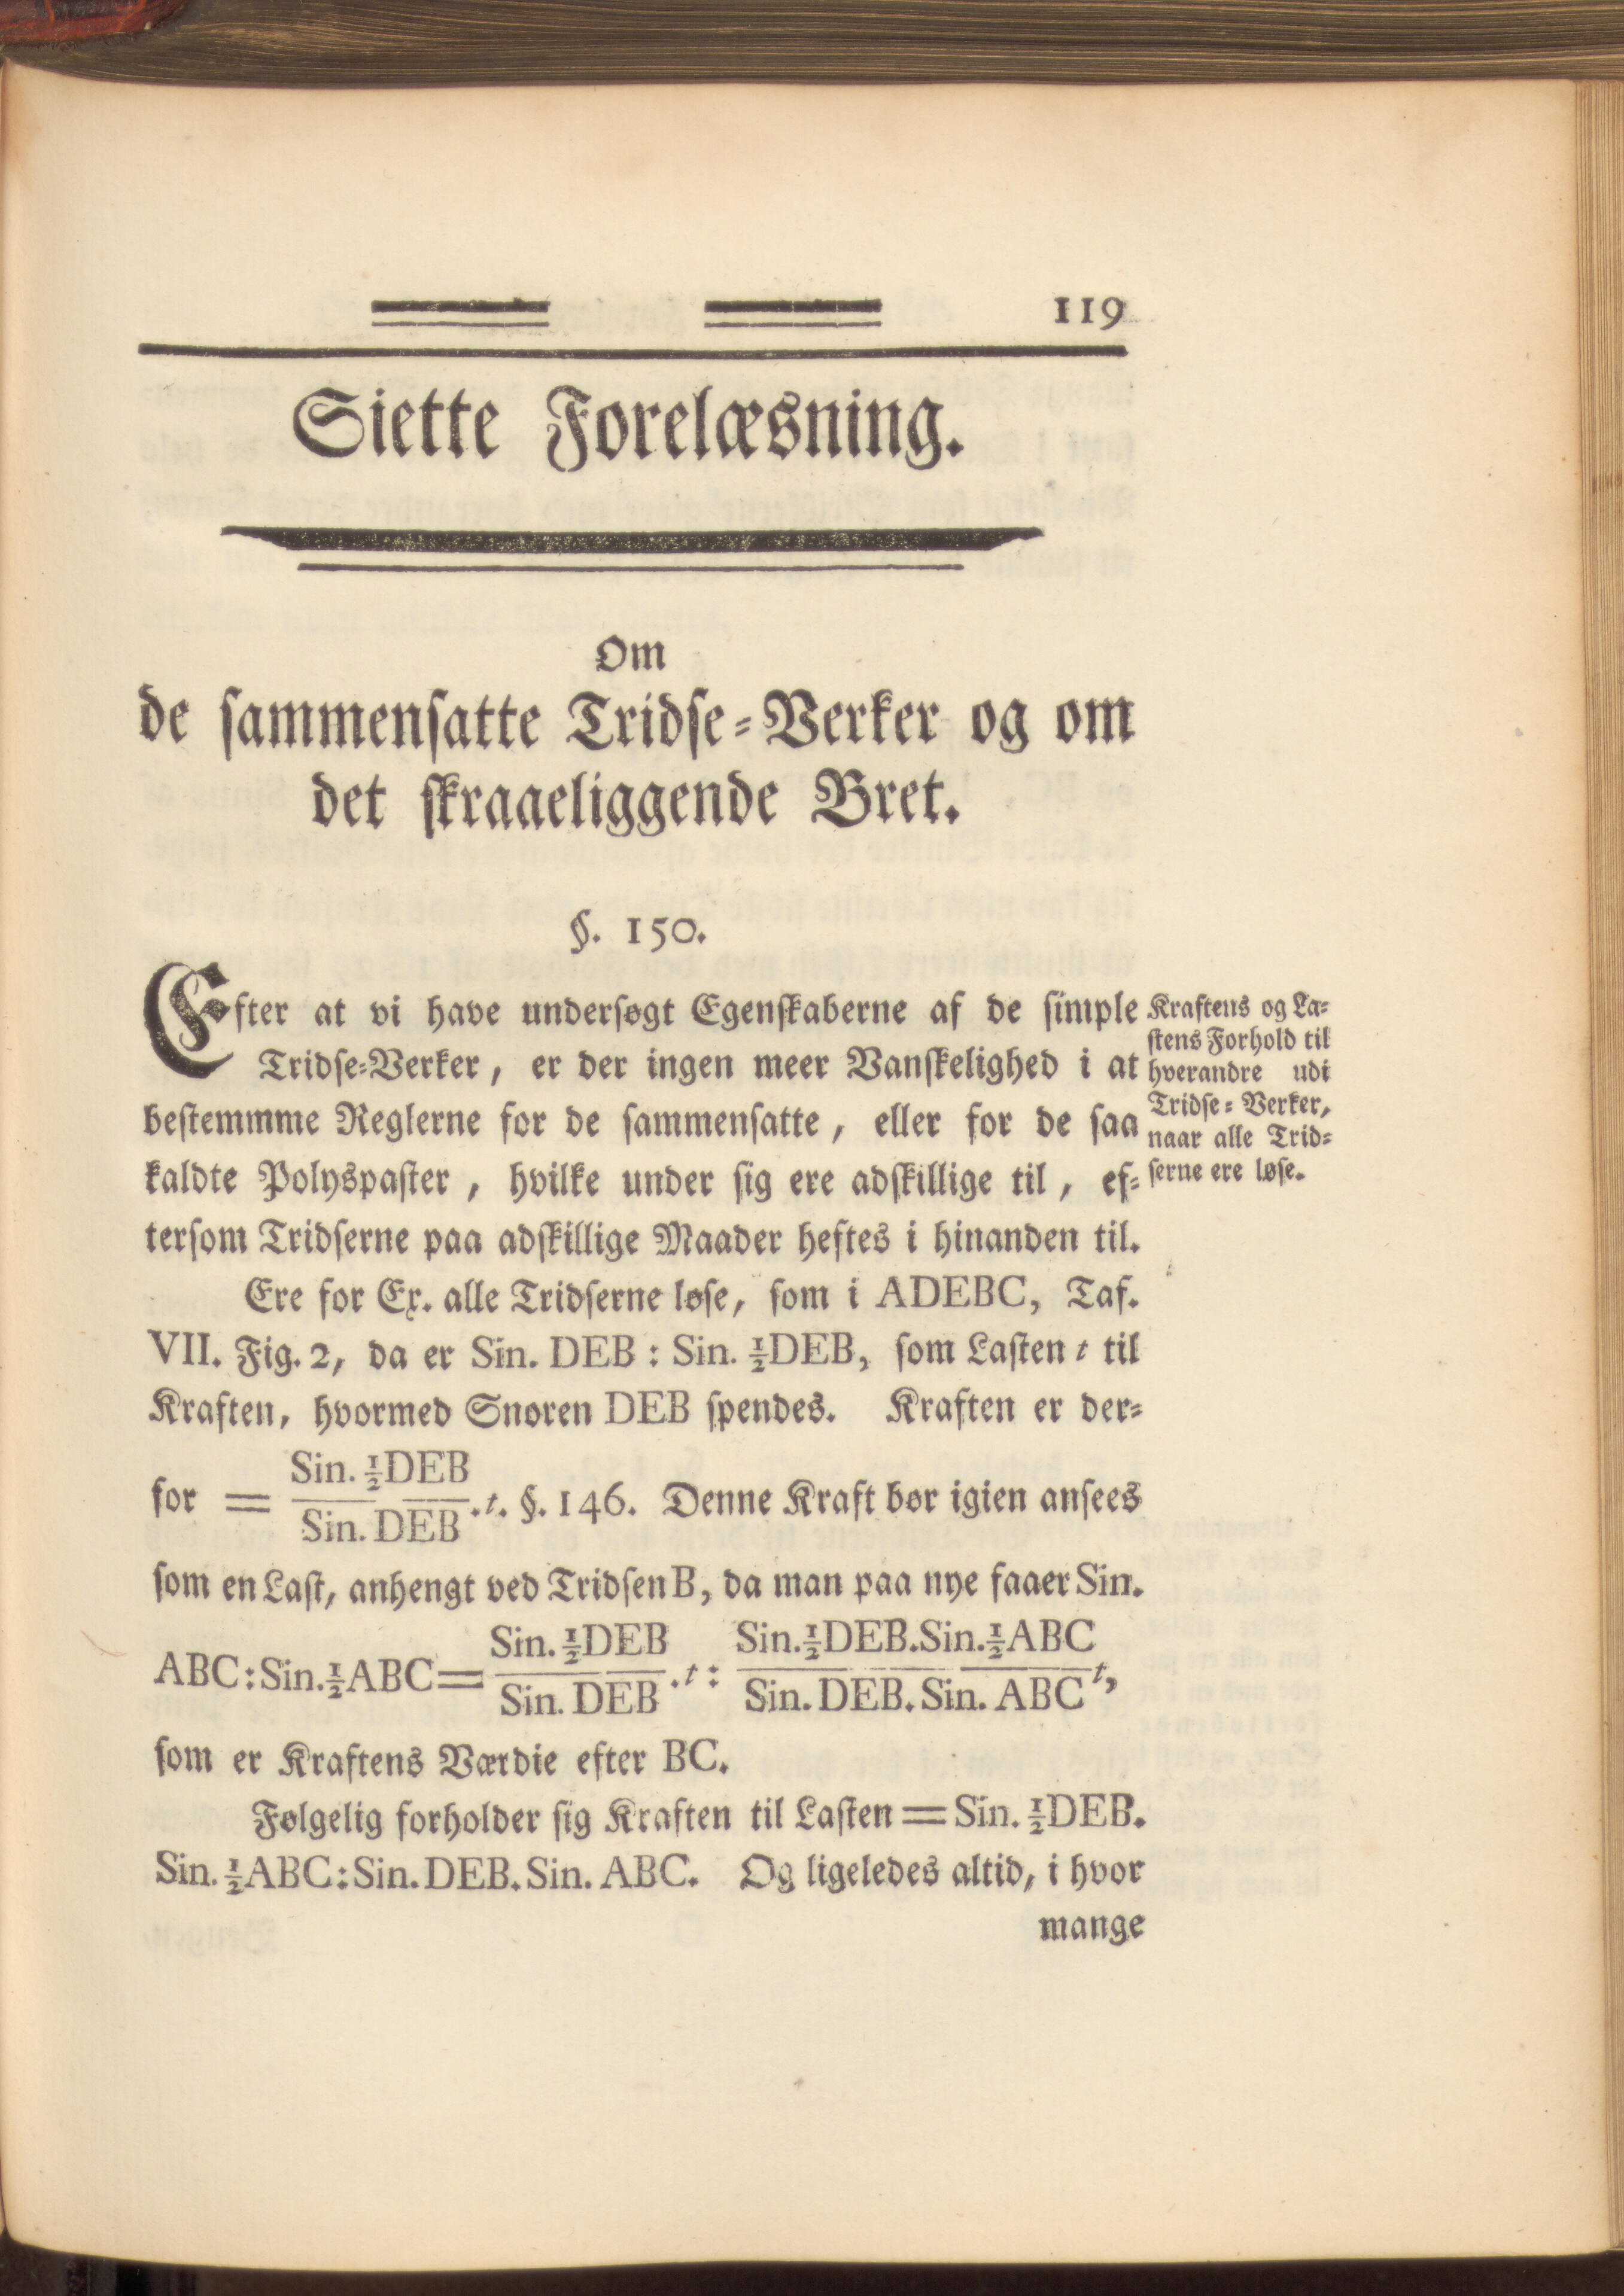 119
Siette Forelæsning.
Om
de sammensatte Tridse-Verker og om
det skraaeliggende Bret.
§. 150.
Efter at vi have undersøgt Egenskaberne af de simple
Tridse-Verker, er der ingen meer Vanskelighed i at
bestemmme Reglerne for de sammensatte, eller for de saa
kaldte Polyspaster, hvilke under sig ere adskillige til, ef-
tersom Tridserne paa adskillige Maader heftes i hinanden til.
Kraftens og La-
stens Forhold til
hverandre udi
Tridse-Verker,
naar alle Trid-
serne ere løse.
Ere for Ex. alle Tridserne løse, som i ADEBC, Taf.
VII. Fig. 2, da er Sin. DEB : Sin. ½DEB, som Lasten t til
Kraften, hvormed Snoren DEB spendes. Kraften er der-
for = Sin. ½DEB / Sin. DEB .t. §. 146. Denne Kraft bør igien ansees
som en Last, anhengt ved Tridsen B, da man paa nye faaer Sin.
ABC : Sin. ½ABC = Sin. ½DEB / Sin. DEB .t : Sin. ½DEB. Sin. ½ABC / Sin. DEB. Sin. ABC t,
som er Kraftens Værdie efter BC.
Følgelig forholder sig Kraften til Lasten = Sin. ½DEB.
Sin. ½ABC : Sin. DEB. Sin. ABC. Og ligeledes altid, i hvor
mange